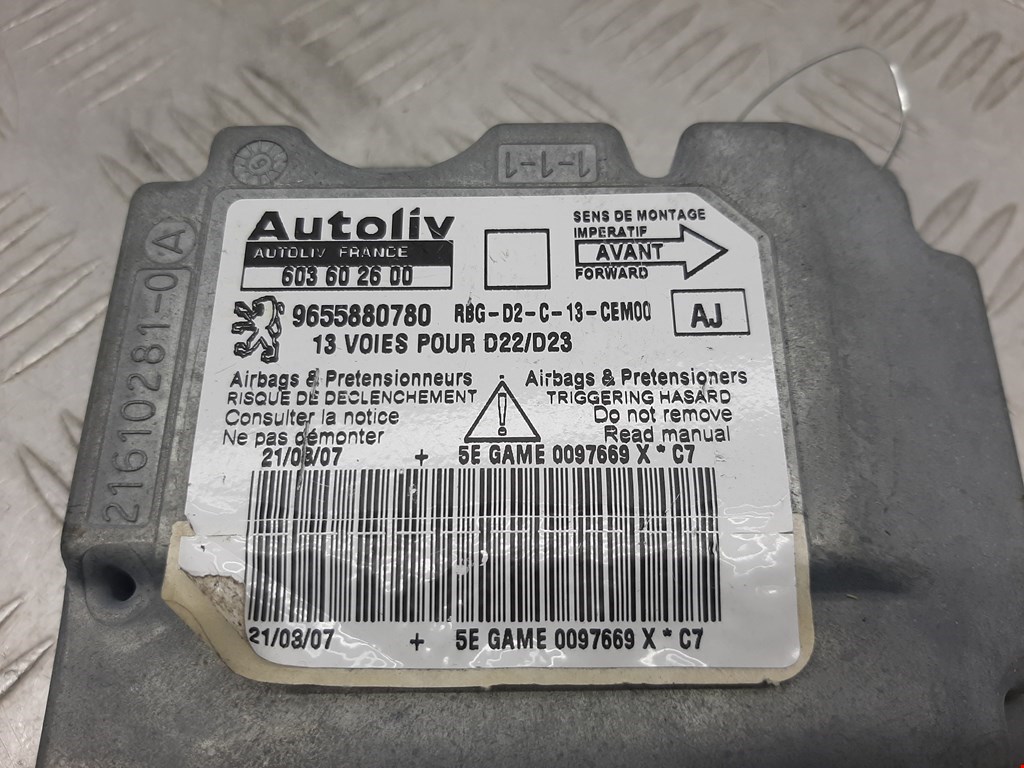 1-1-1
Autoliv
AUTOLIV FRANCE
603 60 26 00
SENS DE MONTAGE
IMPERATIF
AVANT
FORWARD
9655880780 RBG-D2-C-13-CEM00
AJ
13 VOIES POUR D22/D23
Airbags & Pretensionneurs
RISQUE DE DECLENCHEMENT
Consulter la notice
Ne pas démonter
Airbags & Pretensioners
TRIGGERING HASARD
Do not remove
Read manual
!
21/03/07 + 5E GAME 0097669 X * C7
21/03/07 + 5E GAME 0097669 X * C7
21610281-0 A